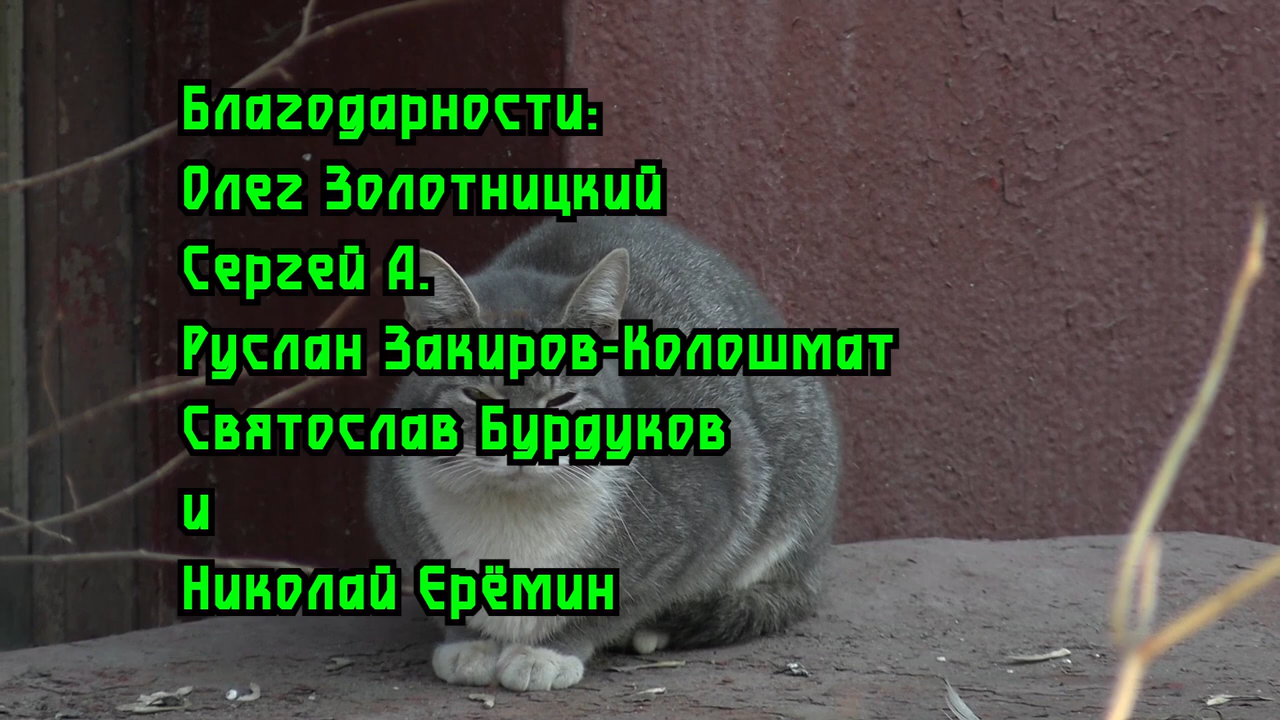 Благодарности:
Олег Золотницкий
Сергей А.
Руслан Закиров-Колошмат
Святослав Бурдуков
и
Николай Ерёмин